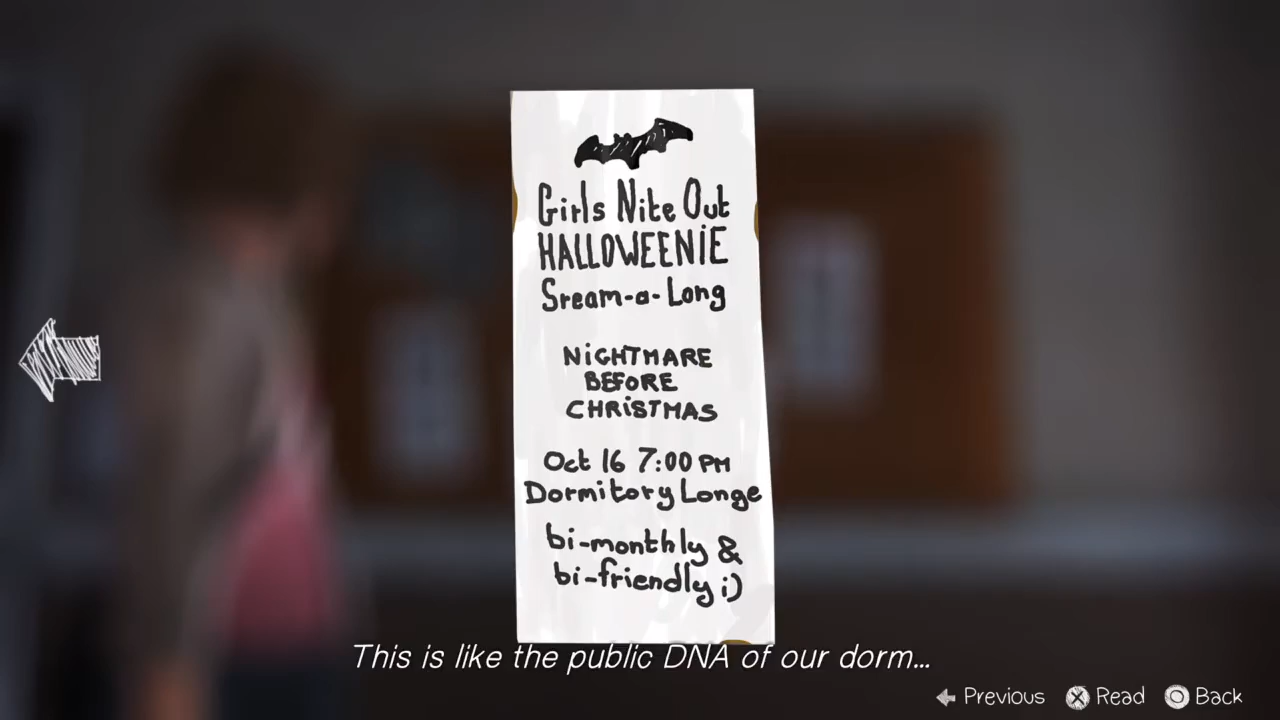 Girls Nite Out
HALLOWEENiE
Sream-a-Long
NiGHTMARE
BEFORE
CHRiSTMAS
Oct 16 7:00 PM
Dormitory Longe
bi-monthly &
bi-friendly ;)
This is like the public DNA of our dorm...
Previous
Read
Back